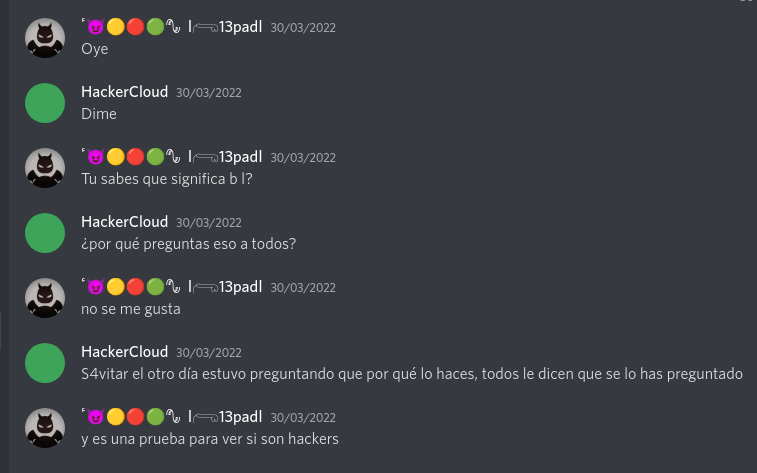 ˹😈🟡🔴🟢ঔৣ l︻13padl 30/03/2022
Oye
HackerCloud 30/03/2022
Dime
13padl 30/03/2022
Tu sabes que significa b l?
HackerCloud 30/03/2022
¿por qué preguntas eso a todos?
13padl 30/03/2022
no se me gusta
HackerCloud 30/03/2022
S4vitar el otro día estuvo preguntando que por qué lo haces, todos le dicen que se lo has preguntado
13padl 30/03/2022
y es una prueba para ver si son hackers